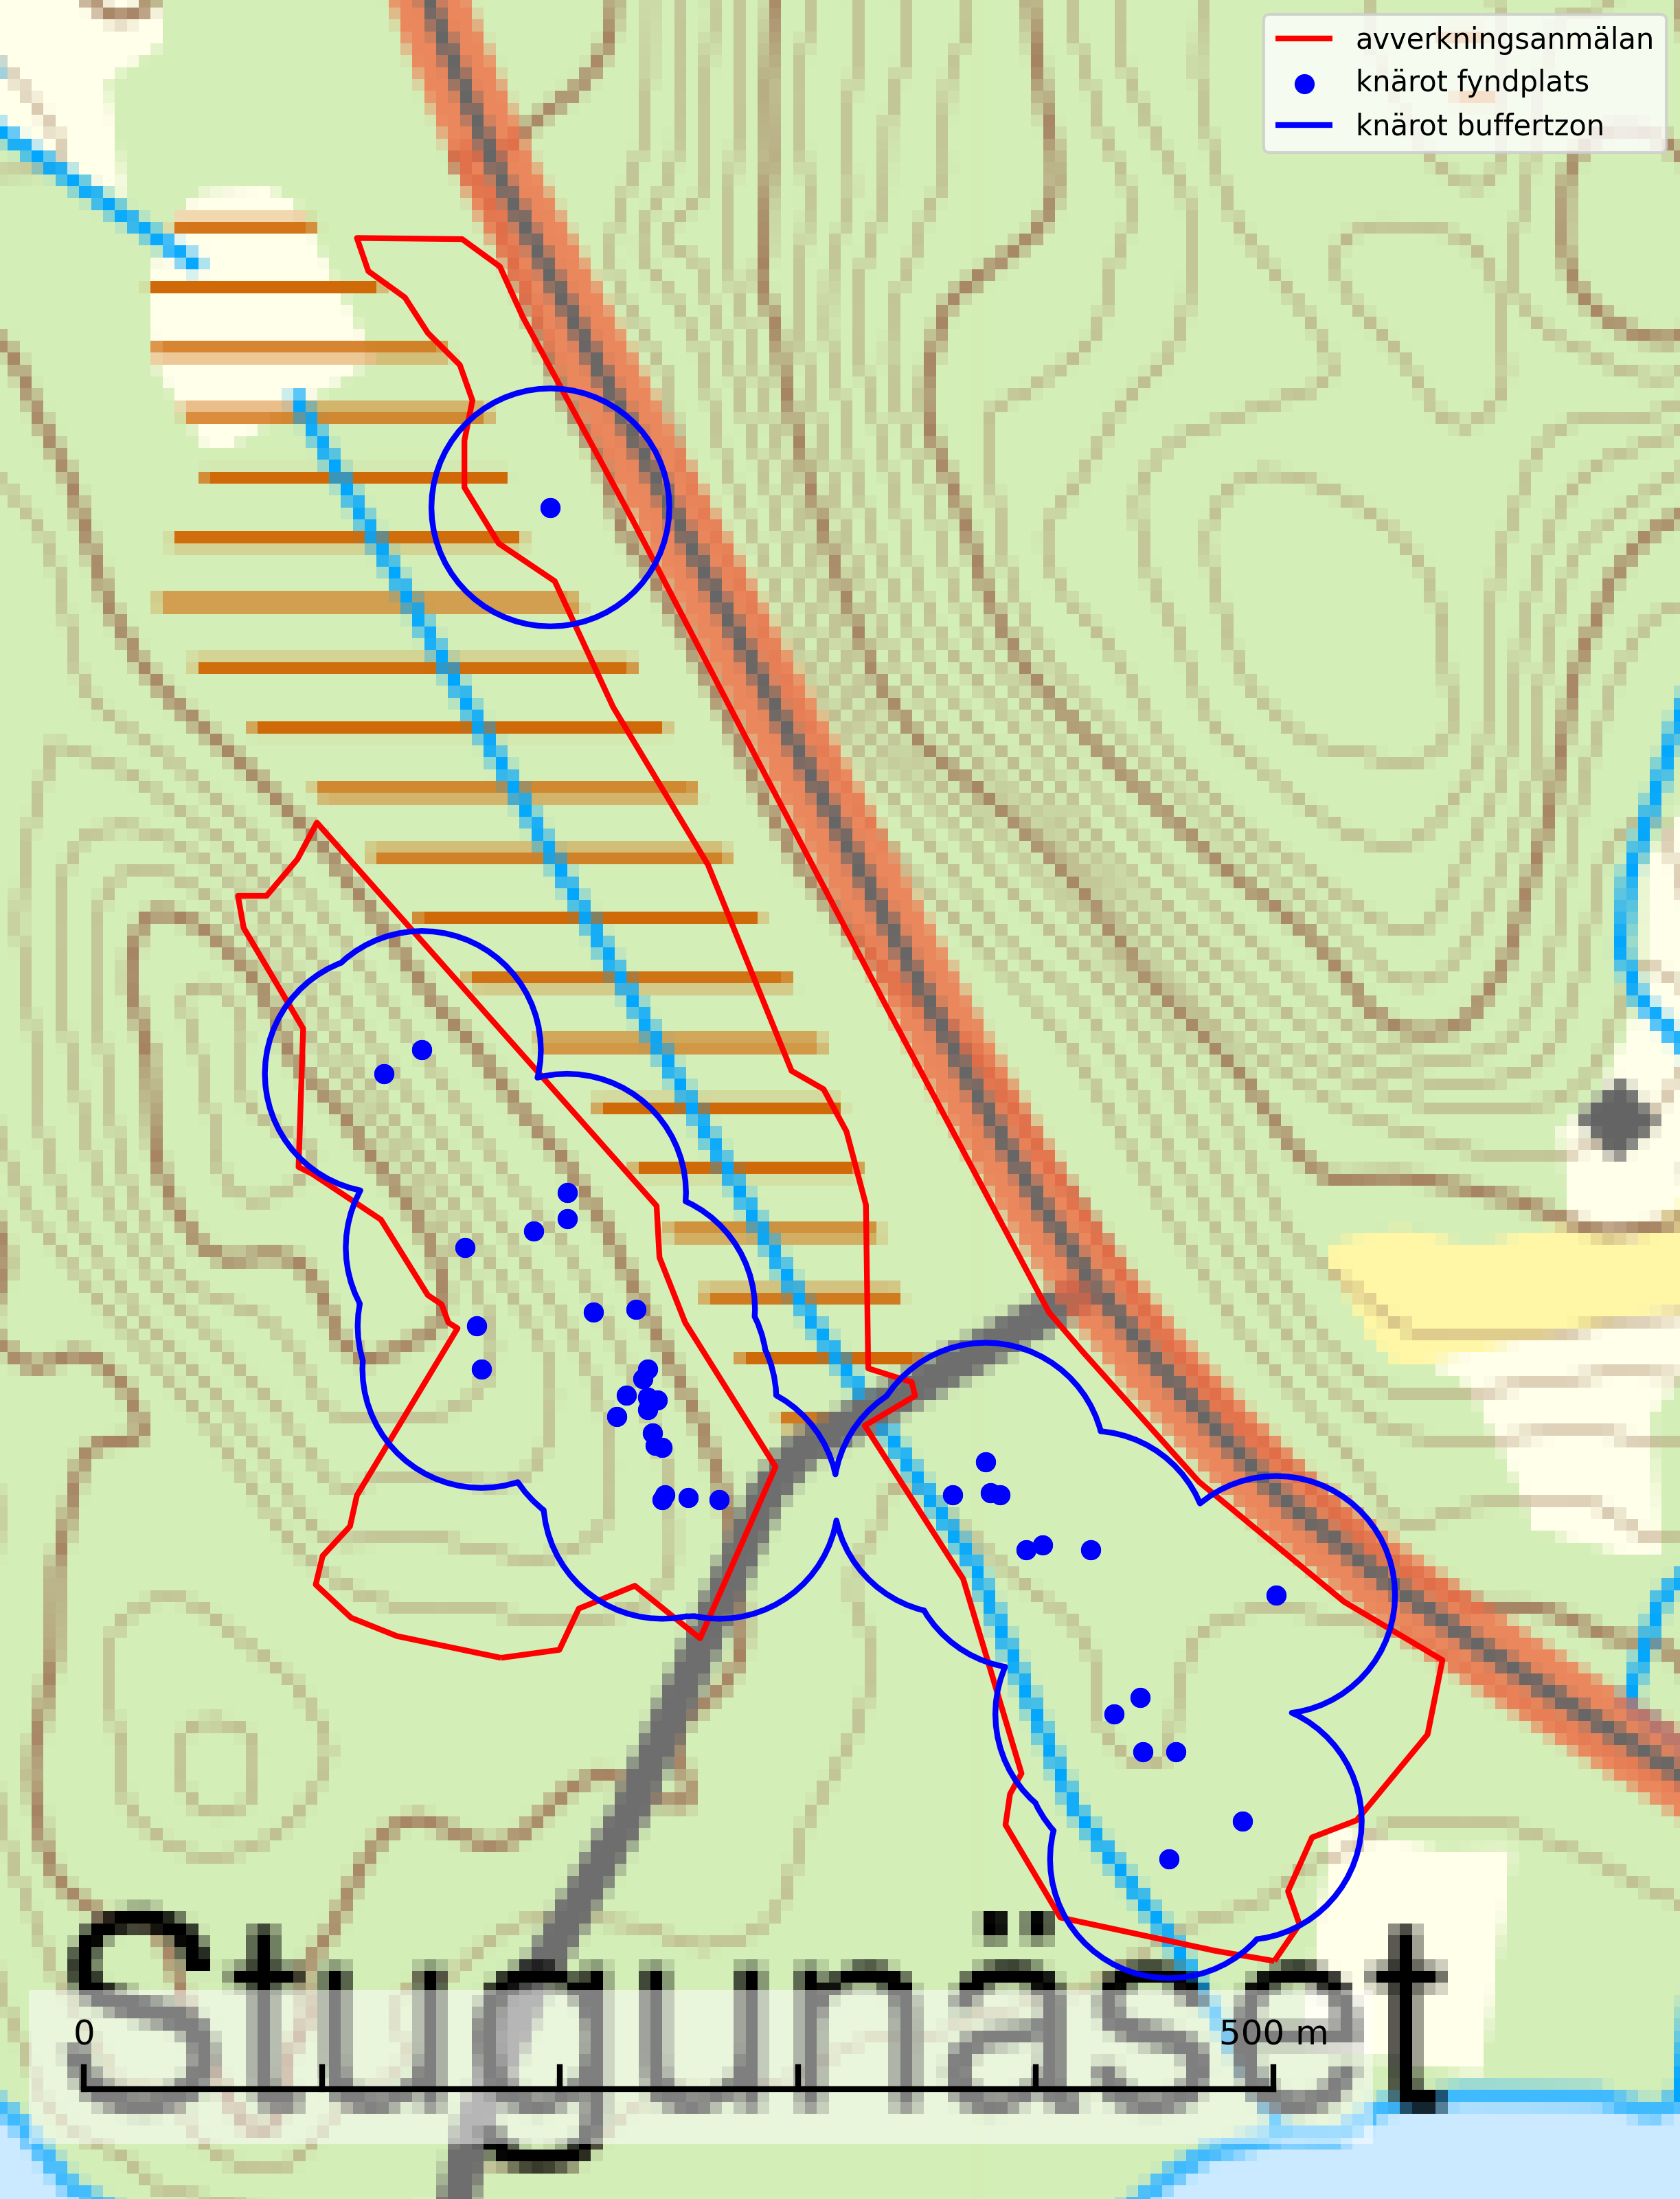 avverkningsanmälan
knärot fyndplats
knärot buffertzon
Stugunäset
0 500 m